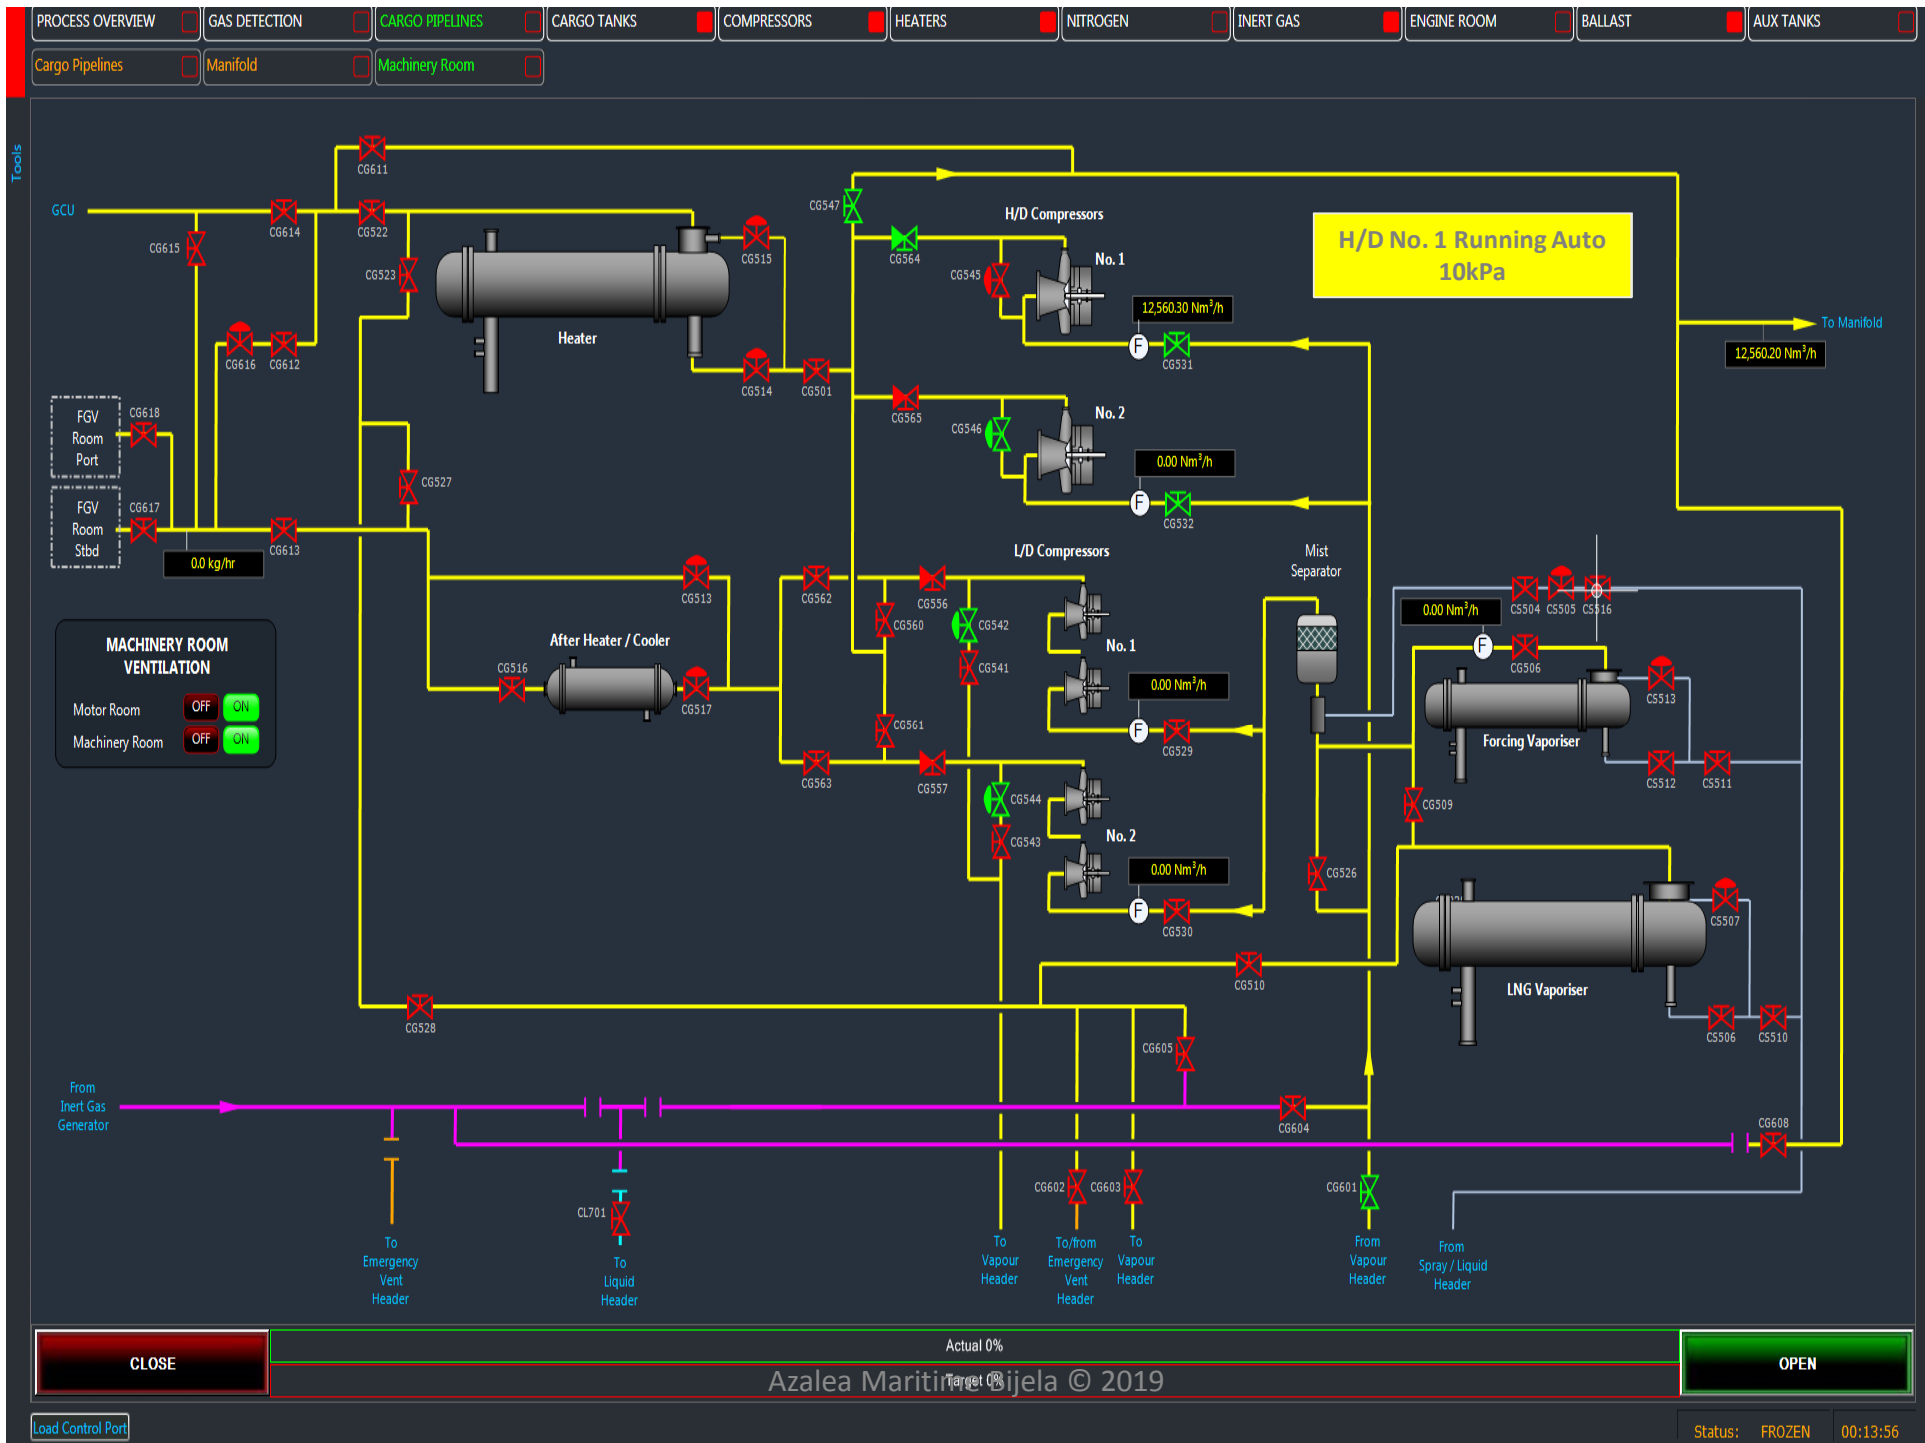 PROCESS OVERVIEW
GAS DETECTION
CARGO PIPELINES
CARGO TANKS
COMPRESSORS
HEATERS
NITROGEN
INERT GAS
ENGINE ROOM
BALLAST
AUX TANKS
Cargo Pipelines
Manifold
Machinery Room
Tools
CG611
GCU
CG614
CG522
CG615
CG523
CG515
CG547
H/D Compressors
CG564
CG545
No. 1
H/D No. 1 Running Auto
10kPa
12,560.30 Nm³/h
F
CG531
To Manifold
12,560.20 Nm³/h
Heater
CG616
CG612
CG514
CG501
FGV
Room
Port
CG618
CG565
CG546
No. 2
0.00 Nm³/h
F
CG532
CG527
FGV
Room
Stbd
CG617
CG613
0.0 kg/hr
L/D Compressors
Mist
Separator
CG513
CG562
CG556
CG560
CG542
CG541
No. 1
0.00 Nm³/h
F
CG529
CS504
CS505
CS516
0.00 Nm³/h
F
CG506
CS513
Forcing Vaporiser
CS512
CS511
MACHINERY ROOM
VENTILATION
Motor Room
OFF
ON
Machinery Room
OFF
ON
After Heater / Cooler
CG516
CG517
CG561
CG563
CG557
CG544
CG543
No. 2
0.00 Nm³/h
F
CG530
CG509
CG526
CS507
CG510
LNG Vaporiser
CS506
CS510
CG528
CG605
From
Inert Gas
Generator
CG604
CG608
CL701
CG602
CG603
CG601
To
Emergency
Vent
Header
To
Liquid
Header
To
Vapour
Header
To/from
Emergency
Vent
Header
To
Vapour
Header
From
Vapour
Header
From
Spray / Liquid
Header
CLOSE
Actual 0%
Target 0%
OPEN
Azalea Maritime Bijela © 2019
Load Control Port
Status: FROZEN 00:13:56